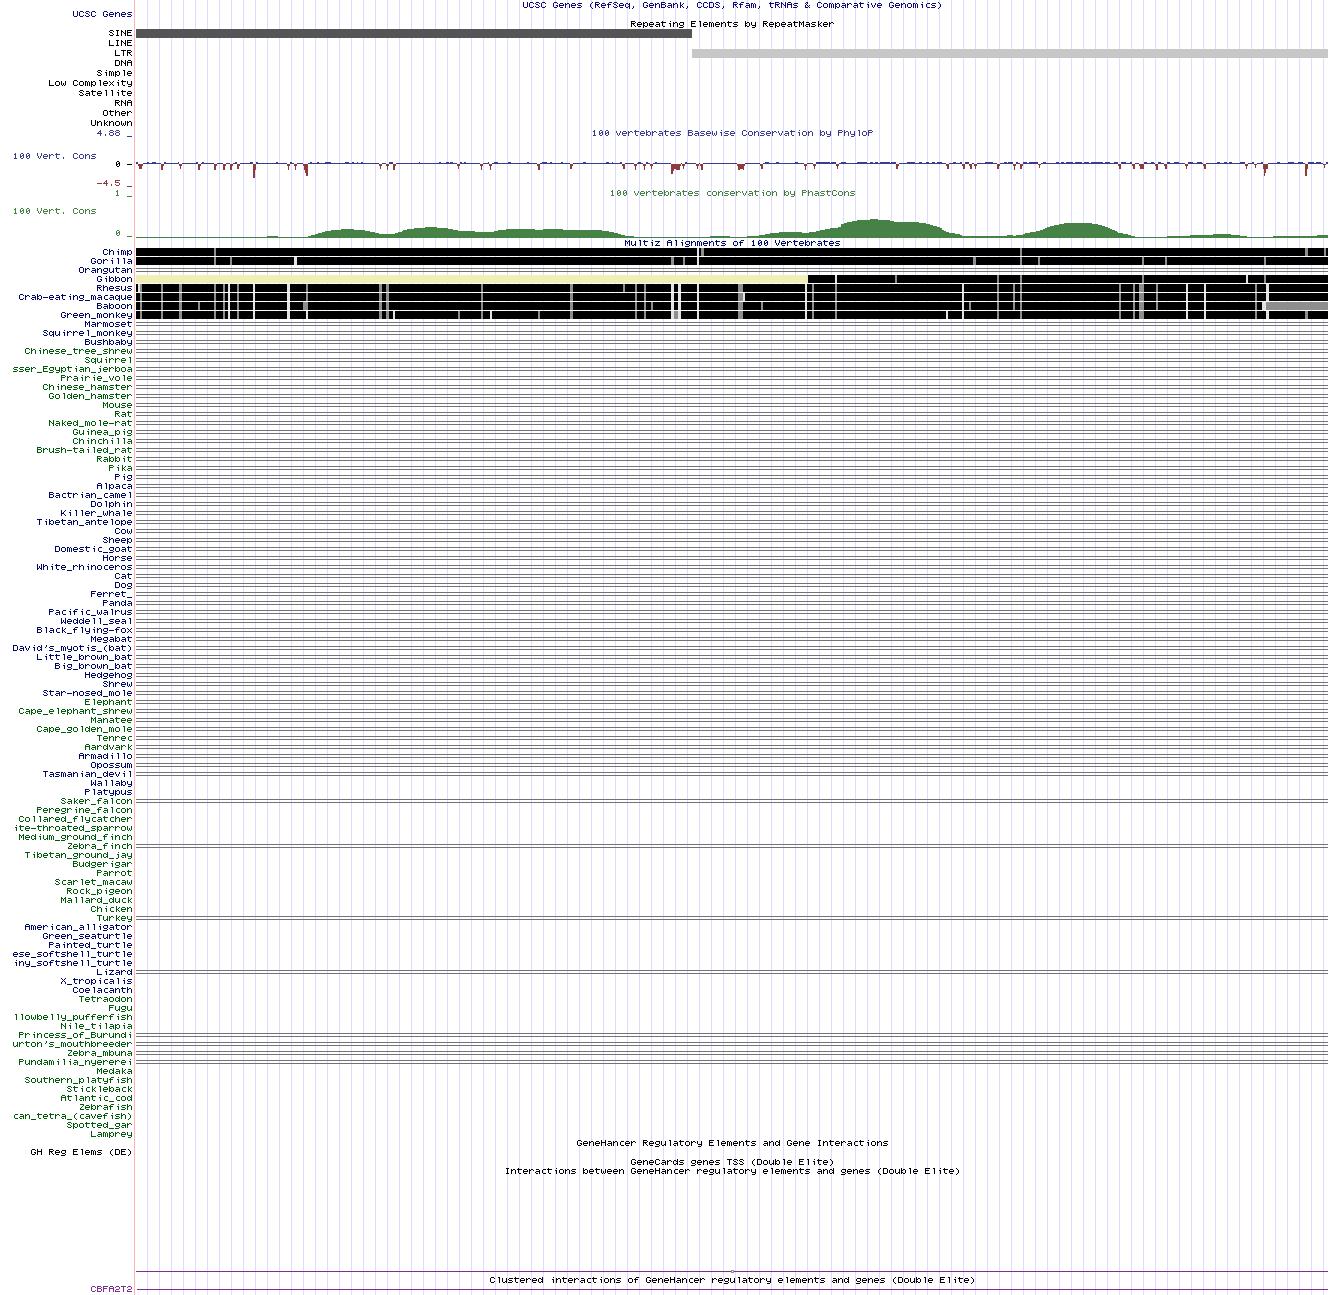 UCSC Genes (RefSeq, GenBank, CCDS, Rfam, tRNAs & Comparative Genomics)
UCSC Genes
Repeating Elements by RepeatMasker
SINE
LINE
LTR
DNA
Simple
Low Complexity
Satellite
RNA
Other
Unknown
4.88 _
100 vertebrates Basewise Conservation by PhyloP
100 Vert. Cons
0 _
-4.5 _
1 _
100 vertebrates conservation by PhastCons
100 Vert. Cons
0 _
Multiz Alignments of 100 Vertebrates
Chimp
Gorilla
Orangutan
Gibbon
Rhesus
Crab-eating_macaque
Baboon
Green_monkey
Marmoset
Squirrel_monkey
Bushbaby
Chinese_tree_shrew
Squirrel
sser_Egyptian_jerboa
Prairie_vole
Chinese_hamster
Golden_hamster
Mouse
Rat
Naked_mole-rat
Guinea_pig
Chinchilla
Brush-tailed_rat
Rabbit
Pika
Pig
Alpaca
Bactrian_camel
Dolphin
Killer_whale
Tibetan_antelope
Cow
Sheep
Domestic_goat
Horse
White_rhinoceros
Cat
Dog
Ferret_
Panda
Pacific_walrus
Weddell_seal
Black_flying-fox
Megabat
David's_myotis_(bat)
Little_brown_bat
Big_brown_bat
Hedgehog
Shrew
Star-nosed_mole
Elephant
Cape_elephant_shrew
Manatee
Cape_golden_mole
Tenrec
Aardvark
Armadillo
Opossum
Tasmanian_devil
Wallaby
Platypus
Saker_falcon
Peregrine_falcon
Collared_flycatcher
ite-throated_sparrow
Medium_ground_finch
Zebra_finch
Tibetan_ground_jay
Budgerigar
Parrot
Scarlet_macaw
Rock_pigeon
Mallard_duck
Chicken
Turkey
American_alligator
Green_seaturtle
Painted_turtle
ese_softshell_turtle
iny_softshell_turtle
Lizard
X_tropicalis
Coelacanth
Tetraodon
Fugu
llowbelly_pufferfish
Nile_tilapia
Princess_of_Burundi
urton's_mouthbreeder
Zebra_mbuna
Pundamilia_nyererei
Medaka
Southern_platyfish
Stickleback
Atlantic_cod
Zebrafish
can_tetra_(cavefish)
Spotted_gar
Lamprey
GeneHancer Regulatory Elements and Gene Interactions
GH Reg Elems (DE)
GeneCards genes TSS (Double Elite)
Interactions between GeneHancer regulatory elements and genes (Double Elite)
Clustered interactions of GeneHancer regulatory elements and genes (Double Elite)
CBFA2T2